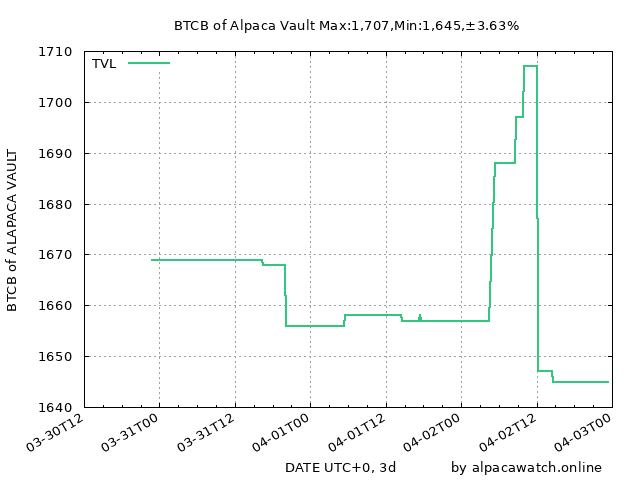 BTCB of Alpaca Vault Max:1,707,Min:1,645,±3.63%
TVL
1710
1700
1690
1680
1670
1660
1650
1640
BTCB of ALAPACA VAULT
03-30T12
03-31T00
03-31T12
04-01T00
04-01T12
04-02T00
04-02T12
04-03T00
DATE UTC+0, 3d
by alpacawatch.online